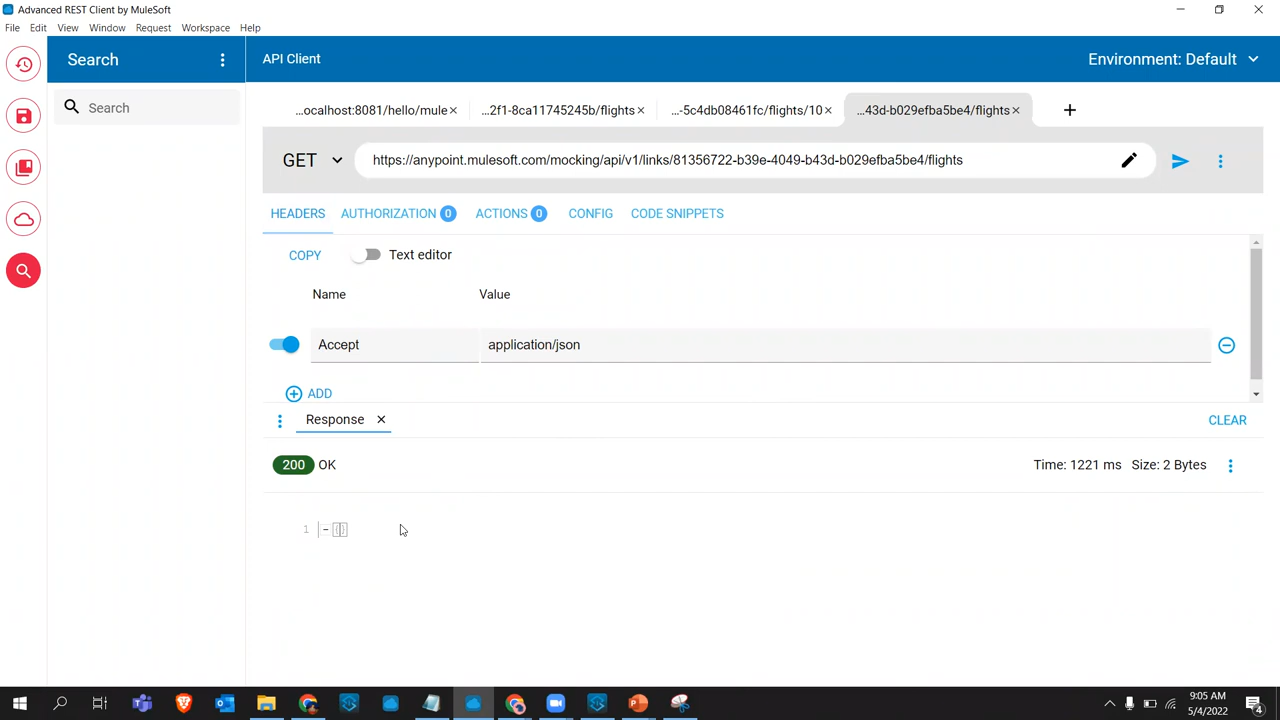 Advanced REST Client by MuleSoft
File Edit View Window Request Workspace Help
Search
API Client
Environment: Default
Search
...ocalhost:8081/hello/mule
...2f1-8ca11745245b/flights
...-5c4db08461fc/flights/10
...43d-b029efba5be4/flights
GET
https://anypoint.mulesoft.com/mocking/api/v1/links/81356722-b39e-4049-b43d-b029efba5be4/flights
HEADERS
AUTHORIZATION 0
ACTIONS 0
CONFIG
CODE SNIPPETS
COPY
Text editor
Name
Value
Accept
application/json
ADD
Response
CLEAR
200 OK
Time: 1221 ms Size: 2 Bytes
1 - {}
9:05 AM
5/4/2022
4